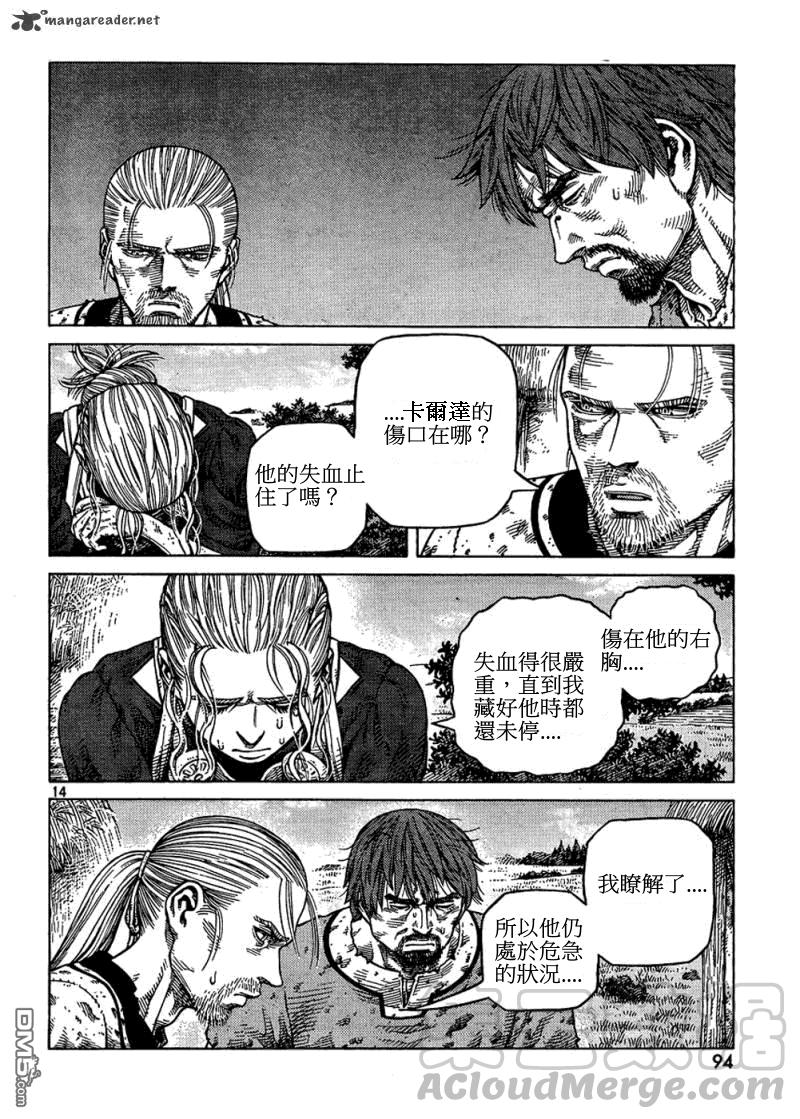 mangareader.net
....卡爾達的
傷口在哪？
他的失血止
住了嗎？
傷在他的右
胸....
失血得很嚴
重，直到我
藏好他時都
還未停....
14
我瞭解了....
所以他仍
處於危急
的狀況....
94
DM5.com
ACloudMerge.com